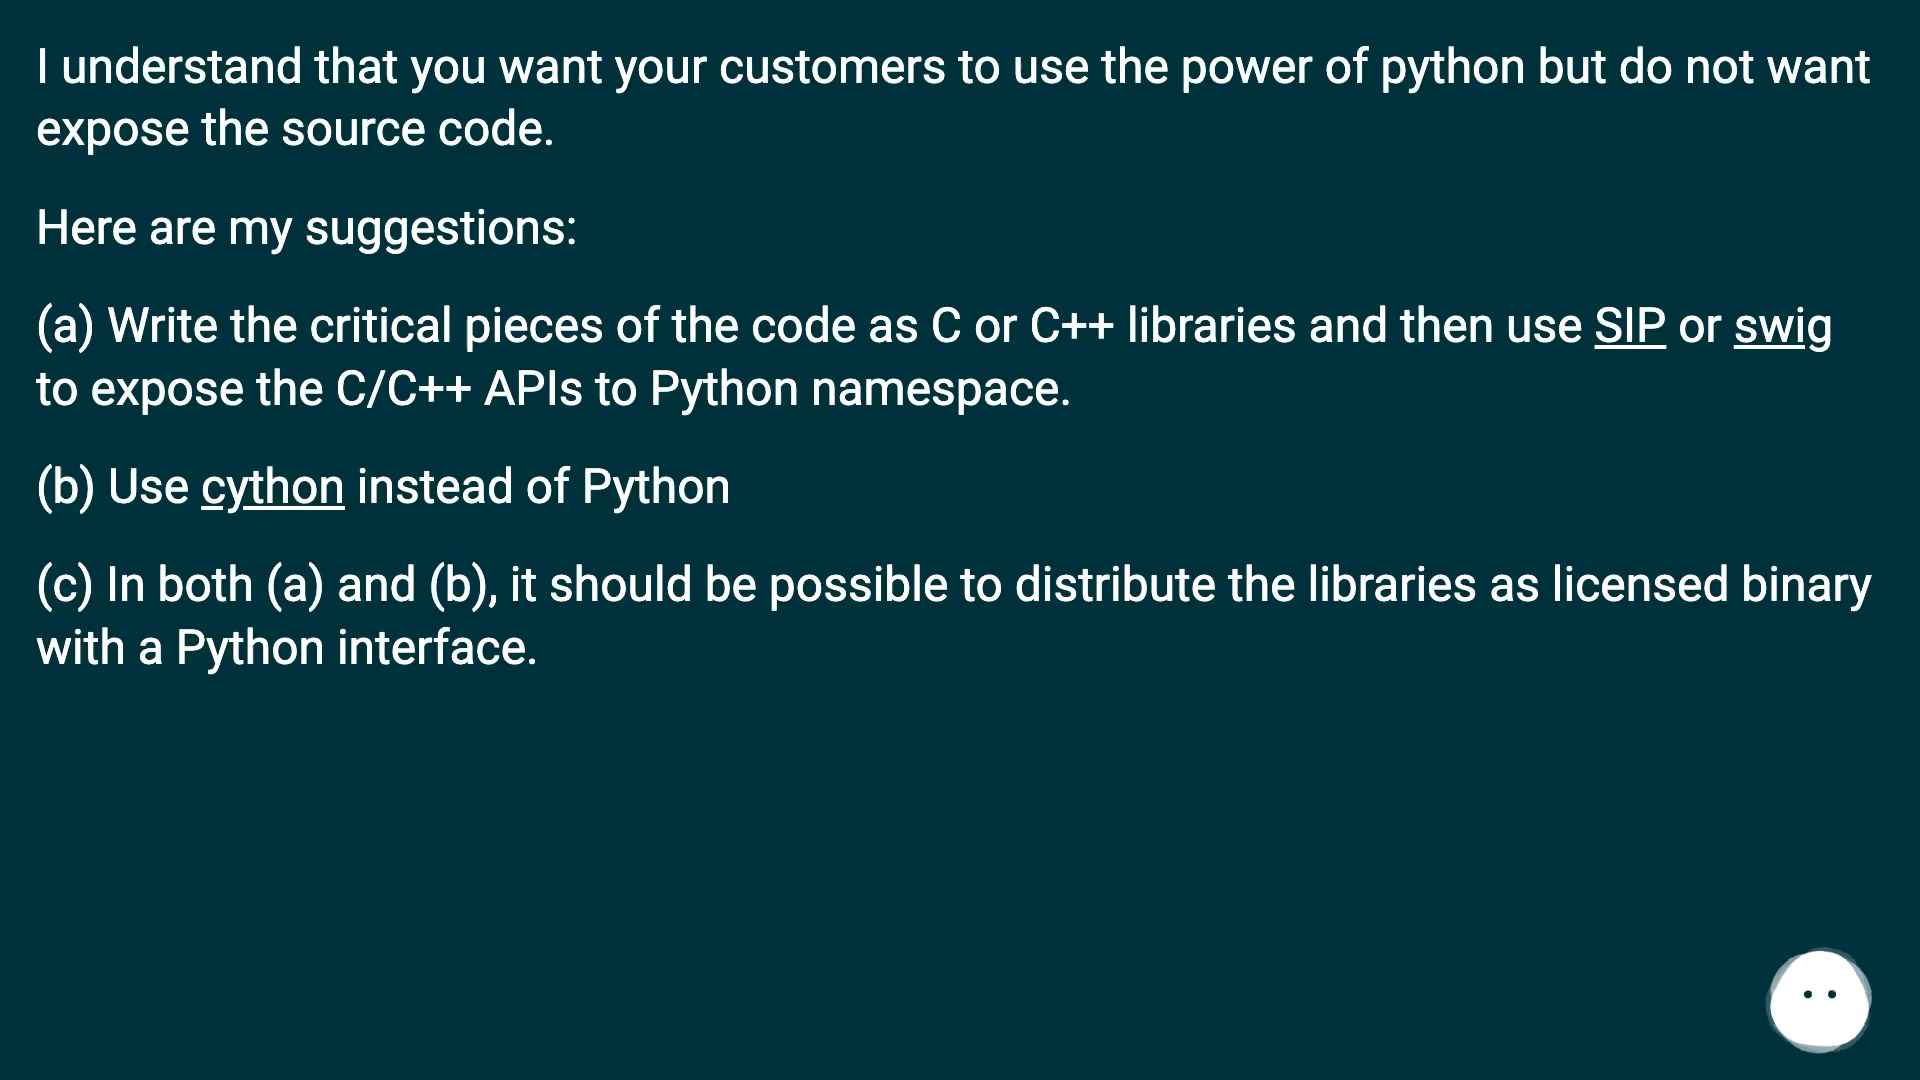 I understand that you want your customers to use the power of python but do not want
expose the source code.
Here are my suggestions:
(a) Write the critical pieces of the code as C or C++ libraries and then use SIP or swig
to expose the C/C++ APIs to Python namespace.
(b) Use cython instead of Python
(c) In both (a) and (b), it should be possible to distribute the libraries as licensed binary
with a Python interface.